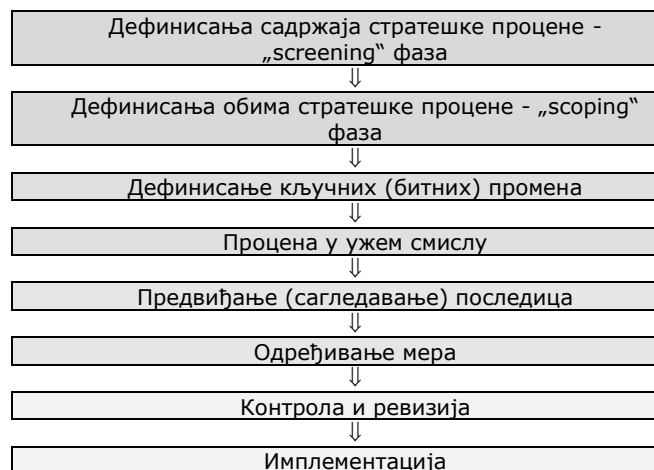 Дефинисања садржаја стратешке процене -
„screening“ фаза
⇓
Дефинисања обима стратешке процене - „scoping“
фаза
⇓
Дефинисање кључних (битних) промена
⇓
Процена у ужем смислу
⇓
Предвиђање (сагледавање) последица
⇓
Одређивање мера
⇓
Контрола и ревизија
⇓
Имплементација